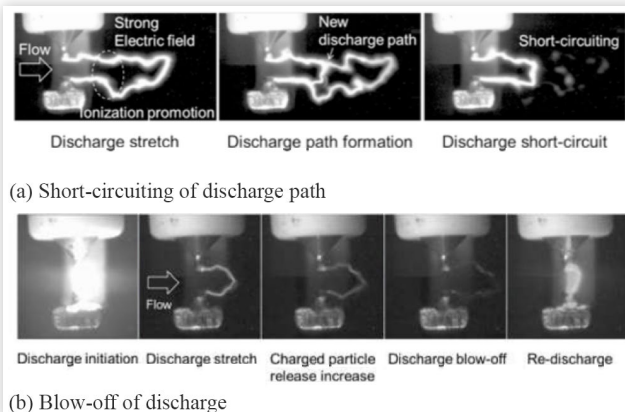 Flow
Strong
Electric field
Ionization promotion
New
discharge path
Short-circuiting
Discharge stretch
Discharge path formation
Discharge short-circuit
(a) Short-circuiting of discharge path
Flow
Discharge initiation
Discharge stretch
Charged particle
release increase
Discharge blow-off
Re-discharge
(b) Blow-off of discharge